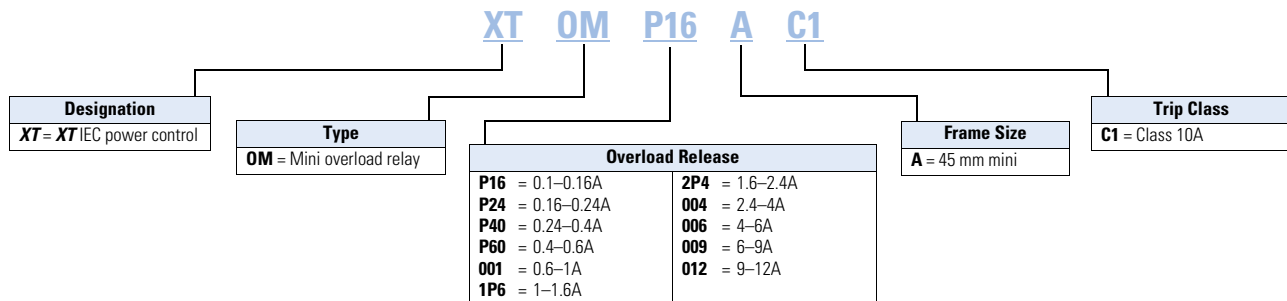 XT OM P16 A C1
Designation
XT = XT IEC power control
Type
OM = Mini overload relay
Overload Release
P16 = 0.1–0.16A
P24 = 0.16–0.24A
P40 = 0.24–0.4A
P60 = 0.4–0.6A
001 = 0.6–1A
1P6 = 1–1.6A
2P4 = 1.6–2.4A
004 = 2.4–4A
006 = 4–6A
009 = 6–9A
012 = 9–12A
Frame Size
A = 45 mm mini
Trip Class
C1 = Class 10A